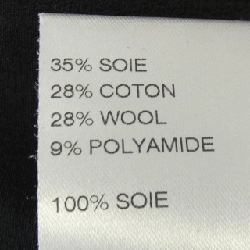 35% SOIE
28% COTON
28% WOOL
9% POLYAMIDE
100% SOIE